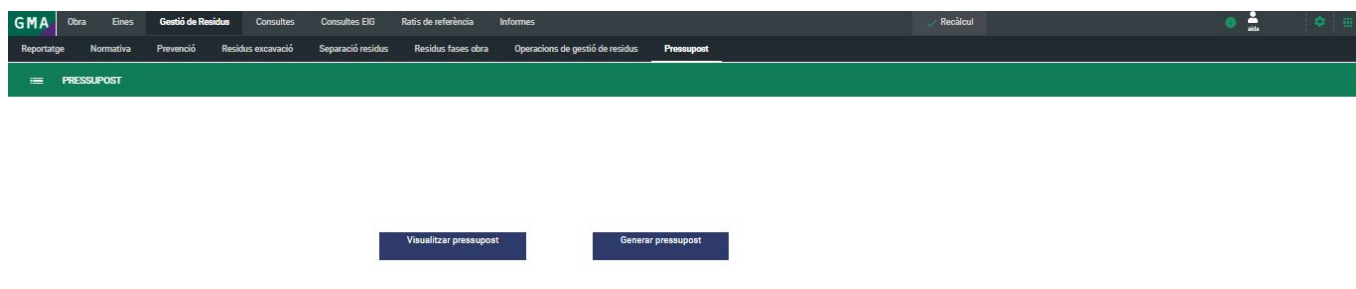 GMA Obra Eines Gestió de Residus Consultes Consultes EIG Ratis de referència Informes Recàlcul
aida
Reportatge Normativa Prevenció Residus excavació Separació residus Residus fases obra Operacions de gestió de residus Pressupost
PRESSUPOST
Visualitzar pressupost Generar pressupost